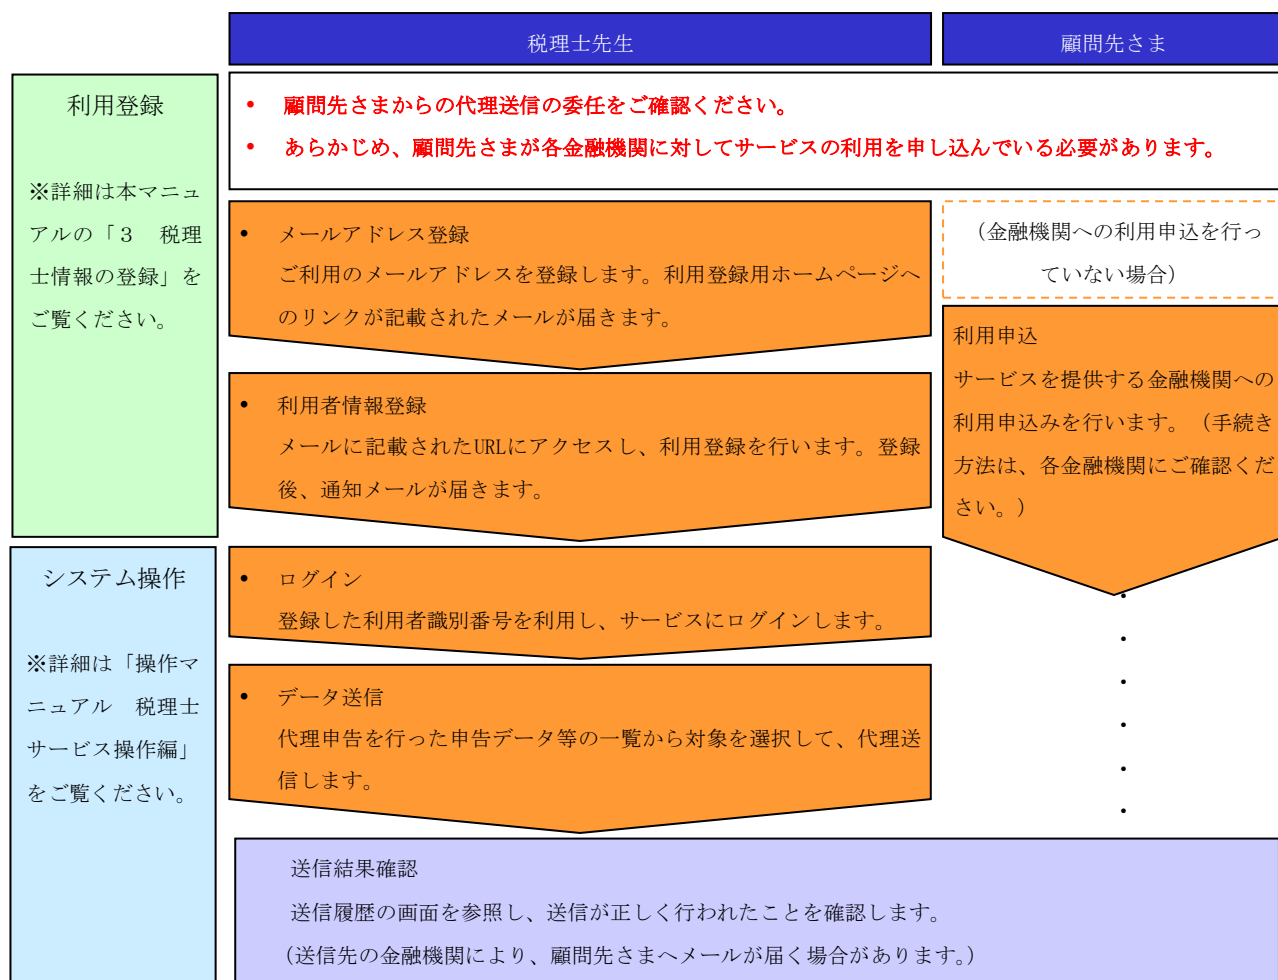 税理士先生
顧問先さま
利用登録
※詳細は本マニュ
アルの「３　税理
士情報の登録」を
ご覧ください。
• 顧問先さまからの代理送信の委任をご確認ください。
• あらかじめ、顧問先さまが各金融機関に対してサービスの利用を申し込んでいる必要があります。
• メールアドレス登録
ご利用のメールアドレスを登録します。利用登録用ホームページへ
のリンクが記載されたメールが届きます。
（金融機関への利用申込を行っ
ていない場合）
利用申込
サービスを提供する金融機関への
利用申込みを行います。（手続き
方法は、各金融機関にご確認くだ
さい。）
• 利用者情報登録
メールに記載されたURLにアクセスし、利用登録を行います。登録
後、通知メールが届きます。
システム操作
※詳細は「操作マ
ニュアル　税理士
サービス操作編」
をご覧ください。
• ログイン
登録した利用者識別番号を利用し、サービスにログインします。
• データ送信
代理申告を行った申告データ等の一覧から対象を選択して、代理送
信します。
・
・
・
・
・
・
送信結果確認
送信履歴の画面を参照し、送信が正しく行われたことを確認します。
（送信先の金融機関により、顧問先さまへメールが届く場合があります。）